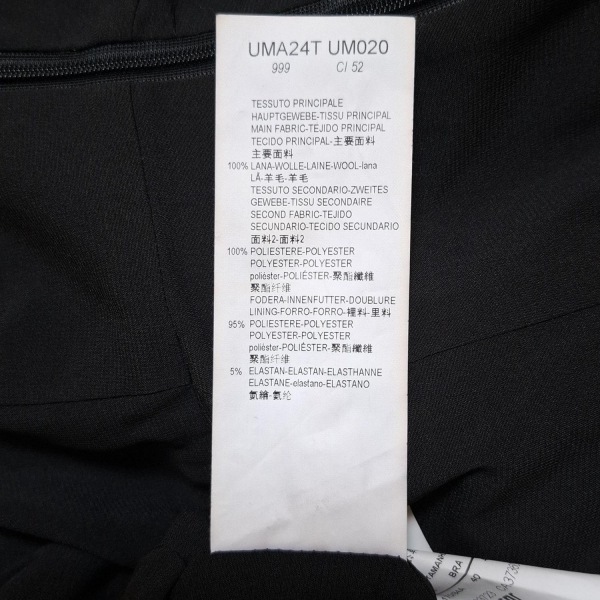 UMA24T UM020
999 CI 52
TESSUTO PRINCIPALE
HAUPTGEWEBE-TISSU PRINCIPAL
MAIN FABRIC-TEJIDO PRINCIPAL
TECIDO PRINCIPAL-主要面料
主要面料
100% LANA-WOLLE-LAINE-WOOL-lana
LÃ-羊毛-羊毛
TESSUTO SECONDARIO-ZWEITES
GEWEBE-TISSU SECONDAIRE
SECOND FABRIC-TEJIDO
SECUNDARIO-TECIDO SECUNDARIO
面料2-面料2
100% POLIESTERE-POLYESTER
POLYESTER-POLYESTER
poliéster-POLIÉSTER-聚酯纖維
聚酯纤维
FODERA-INNENFUTTER-DOUBLURE
LINING-FORRO-FORRO-裡料-里料
95% POLIESTERE-POLYESTER
POLYESTER-POLYESTER
poliéster-POLIÉSTER-聚酯纖維
聚酯纤维
5% ELASTAN-ELASTAN-ELASTHANNE
ELASTANE-elastano-ELASTANO
氨綸-氨纶
TAMANH
BRA
40